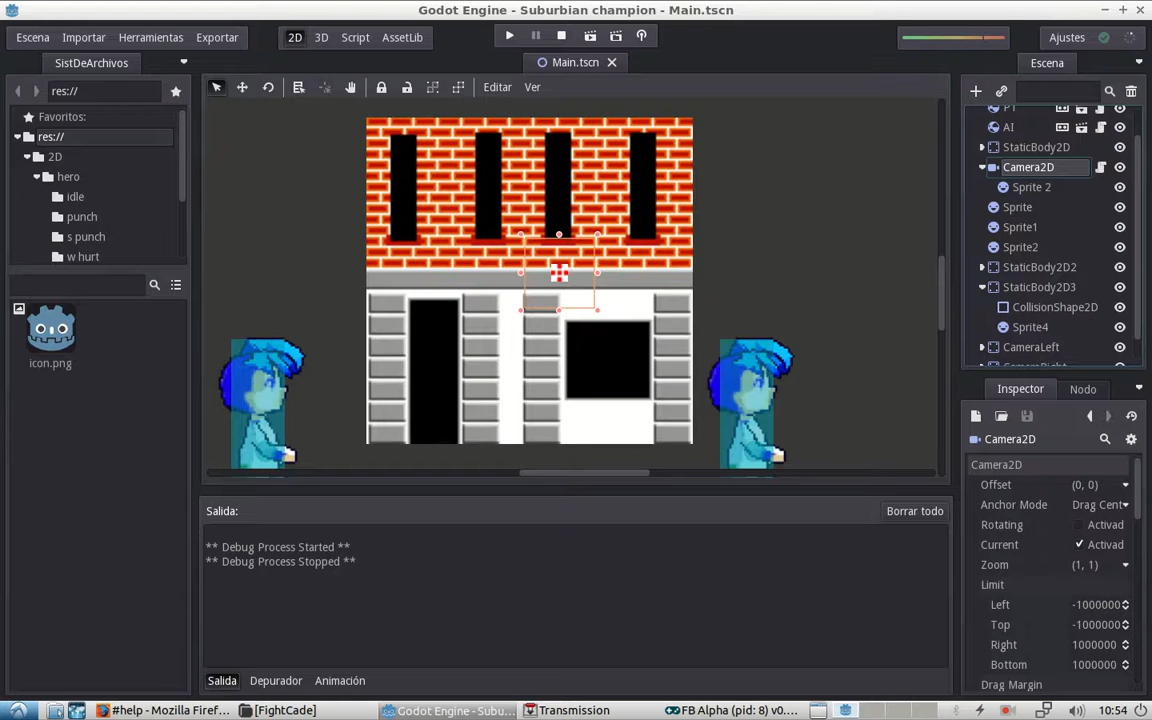 Godot Engine - Suburbian champion - Main.tscn
Escena Importar Herramientas Exportar 2D 3D Script AssetLib Ajustes
SistDeArchivos Main.tscn Escena
res:// Editar Ver
Favoritos:
res://
2D
hero
idle
punch
s punch
w hurt
icon.png
AI
StaticBody2D
Camera2D
Sprite 2
Sprite
Sprite1
Sprite2
StaticBody2D2
StaticBody2D3
CollisionShape2D
Sprite4
CameraLeft
CameraRight
Inspector Nodo
Camera2D
Camera2D
Offset (0, 0)
Anchor Mode Drag Cent
Rotating Activad
Current Activad
Zoom (1, 1)
Limit
Left -1000000
Top -1000000
Right 1000000
Bottom 1000000
Drag Margin
Salida: Borrar todo
** Debug Process Started **
** Debug Process Stopped **
Salida Depurador Animación
#help - Mozilla Firef... [FightCade] Godot Engine - Subu... Transmission FB Alpha (pid: 8) v0.... 10:54